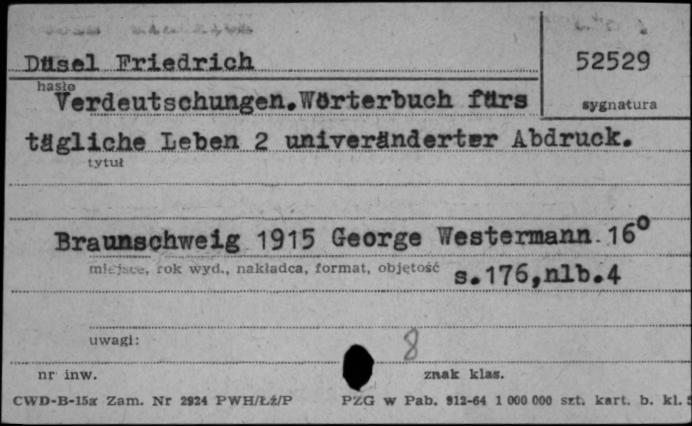 Düsel Friedrich
52529
hasło
Verdeutschungen.Wörterbuch fürs
sygnatura
tägliche Leben 2 univeränderter Abdruck.
tytuł
Braunschweig 1915 George Westermann 16°
miejsce, rok wyd., nakładca, format, objętość
s.176,nlb.4
uwagi:
8
nr inw.
znak klas.
CWD-B-15a Zam. Nr 2924 PWH/Łź/P
PZG w Pab. 912-64 1 000 000 szt. kart. b. kl.